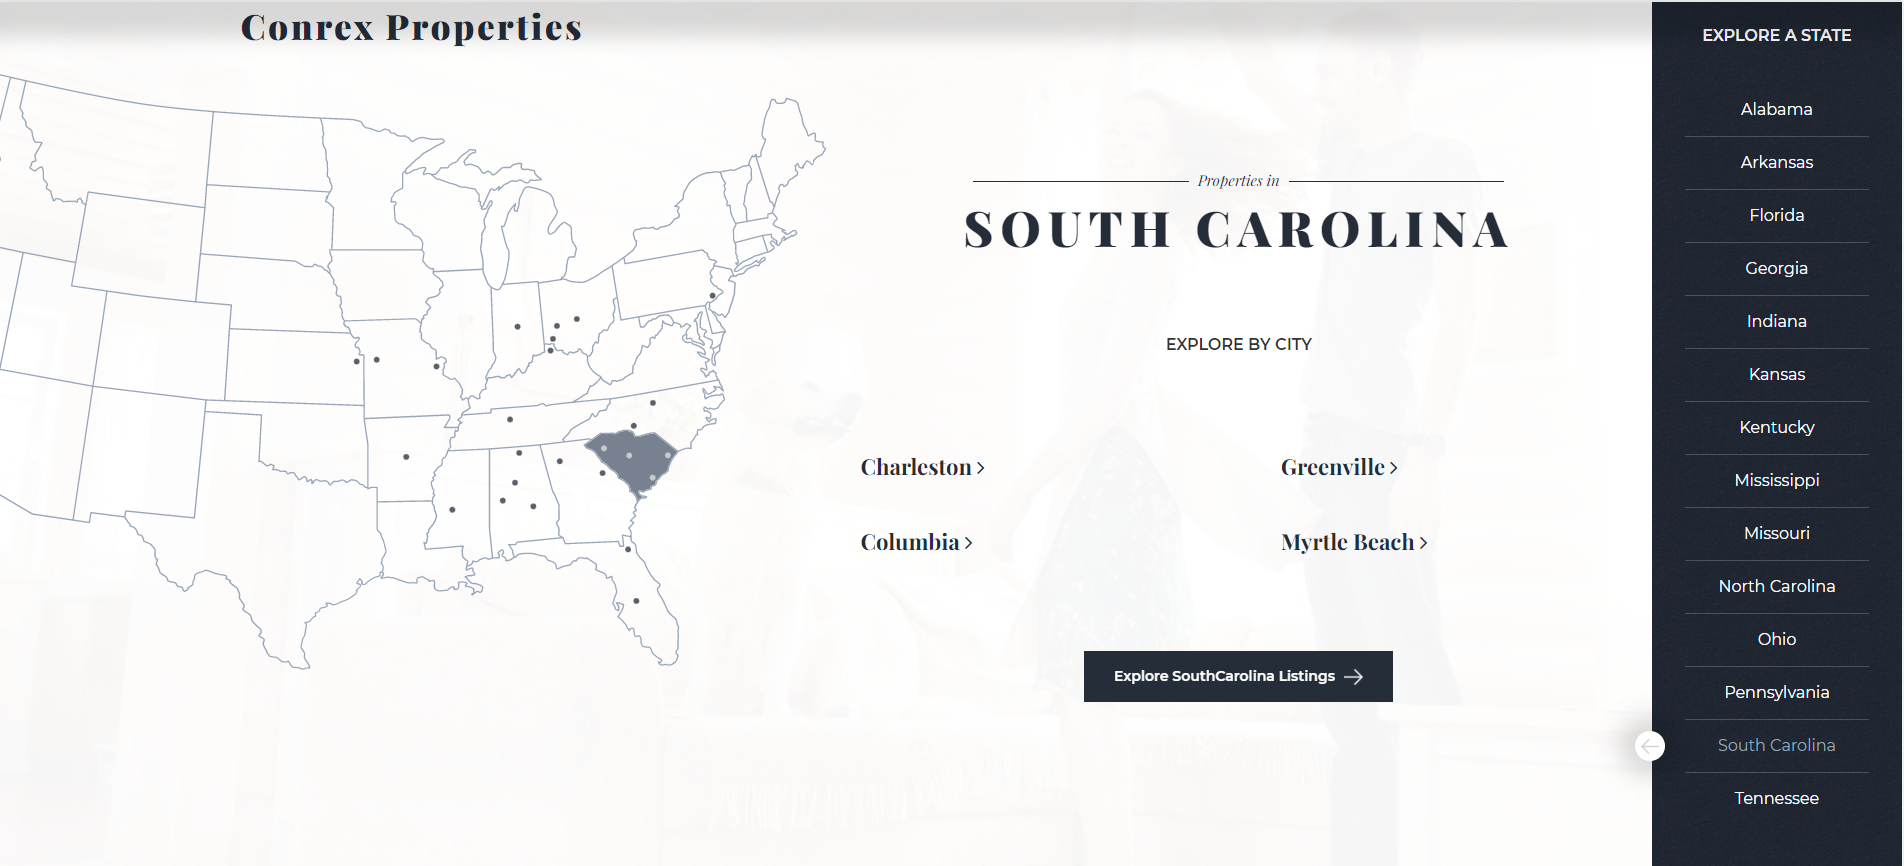 Conrex Properties
Properties in
SOUTH CAROLINA
EXPLORE BY CITY
Charleston >
Greenville >
Columbia >
Myrtle Beach >
Explore SouthCarolina Listings →
EXPLORE A STATE
Alabama
Arkansas
Florida
Georgia
Indiana
Kansas
Kentucky
Mississippi
Missouri
North Carolina
Ohio
Pennsylvania
South Carolina
Tennessee